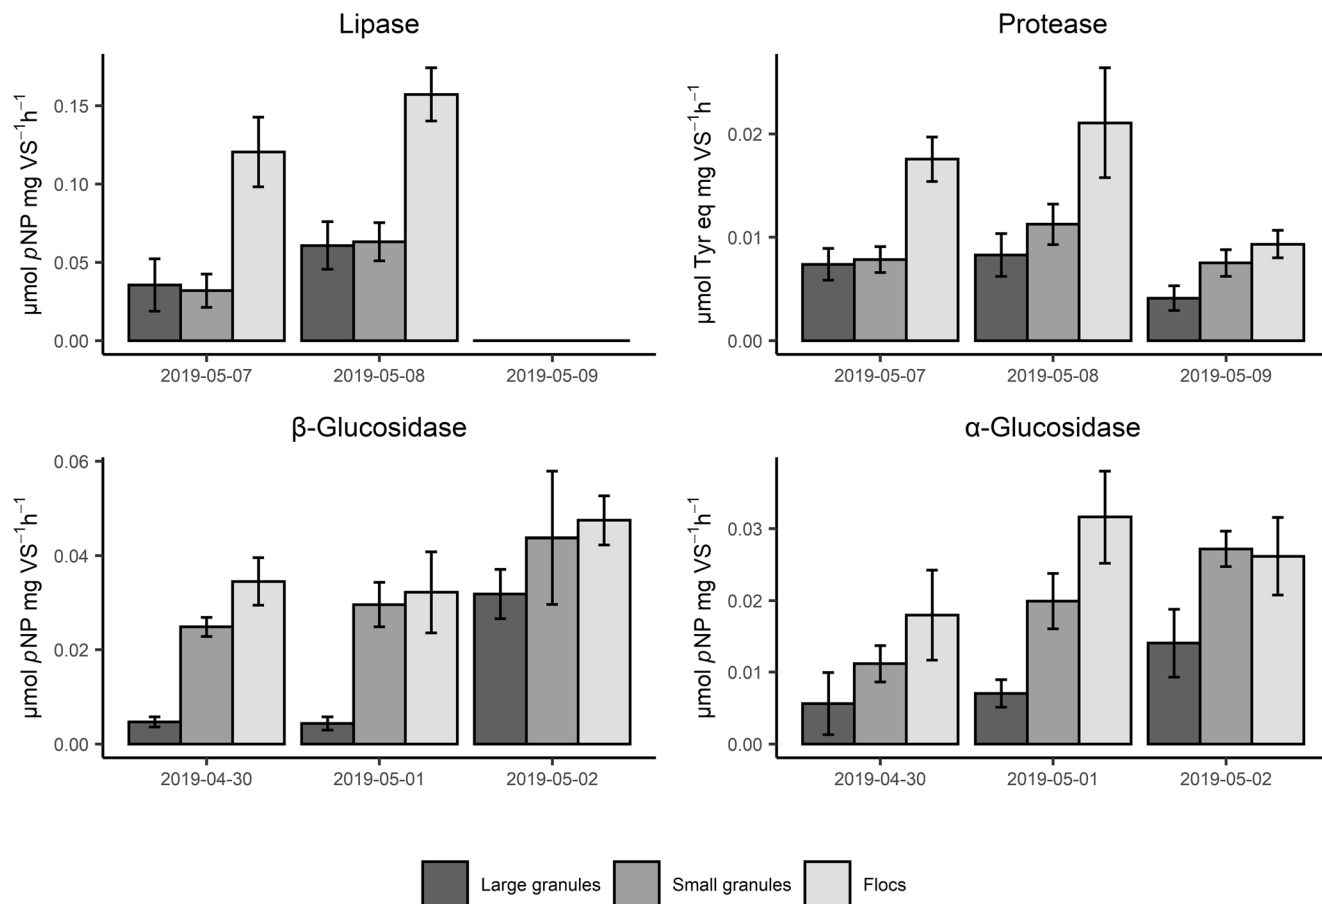 Lipase
μmol pNP mg VS⁻¹h⁻¹
0.15
0.10
0.05
0.00
2019-05-07 2019-05-08 2019-05-09
Protease
μmol Tyr eq mg VS⁻¹h⁻¹
0.02
0.01
0.00
2019-05-07 2019-05-08 2019-05-09
β-Glucosidase
μmol pNP mg VS⁻¹h⁻¹
0.06
0.04
0.02
0.00
2019-04-30 2019-05-01 2019-05-02
α-Glucosidase
μmol pNP mg VS⁻¹h⁻¹
0.03
0.02
0.01
0.00
2019-04-30 2019-05-01 2019-05-02
Large granules Small granules Flocs